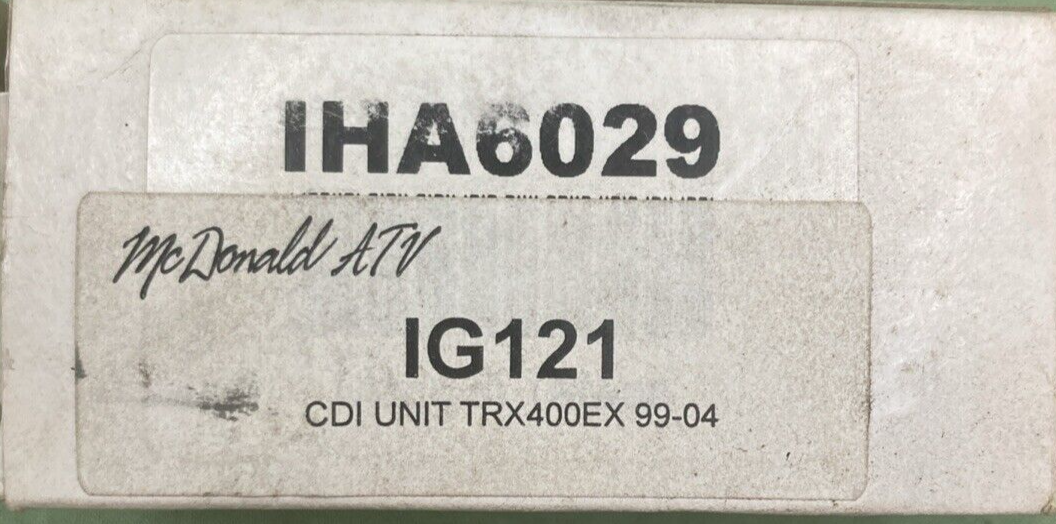 IHA6029
McDonald ATV
IG121
CDI UNIT TRX400EX 99-04